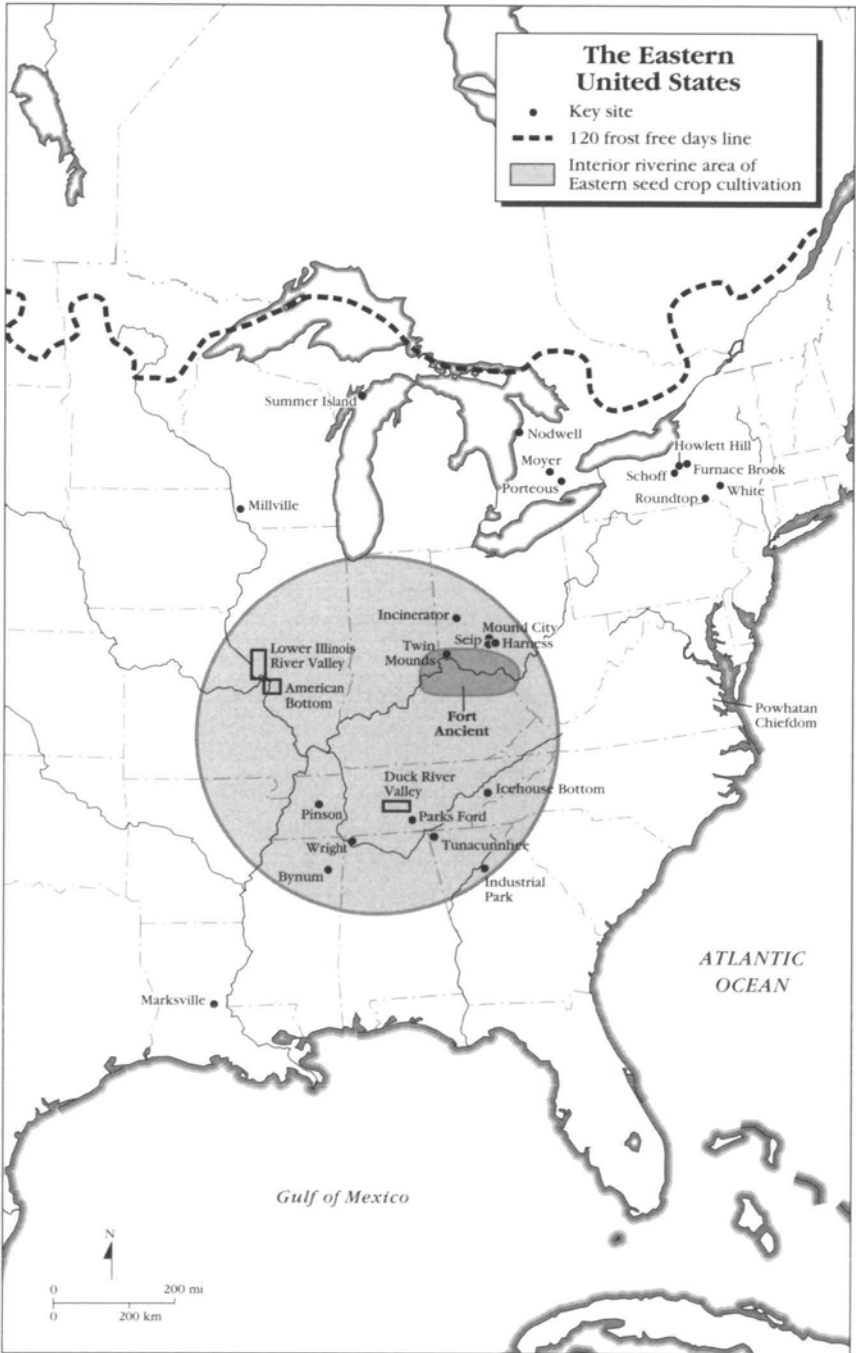 The Eastern
United States
Key site
120 frost free days line
Interior riverine area of
Eastern seed crop cultivation
Summer Island
Nodwell
Howlett Hill
Moyer
Furnace Brook
Schoff
Porteous
White
Roundtop
Millville
Incinerator
Mound City
Seip
Harness
Twin
Mounds
Lower Illinois
River Valley
American
Bottom
Fort
Ancient
Powhatan
Chiefdom
Duck River
Valley
Icehouse Bottom
Pinson
Parks Ford
Wright
Tunacunnhee
Bynum
Industrial
Park
ATLANTIC
OCEAN
Marksville
Gulf of Mexico
N
0 200 mi
0 200 km